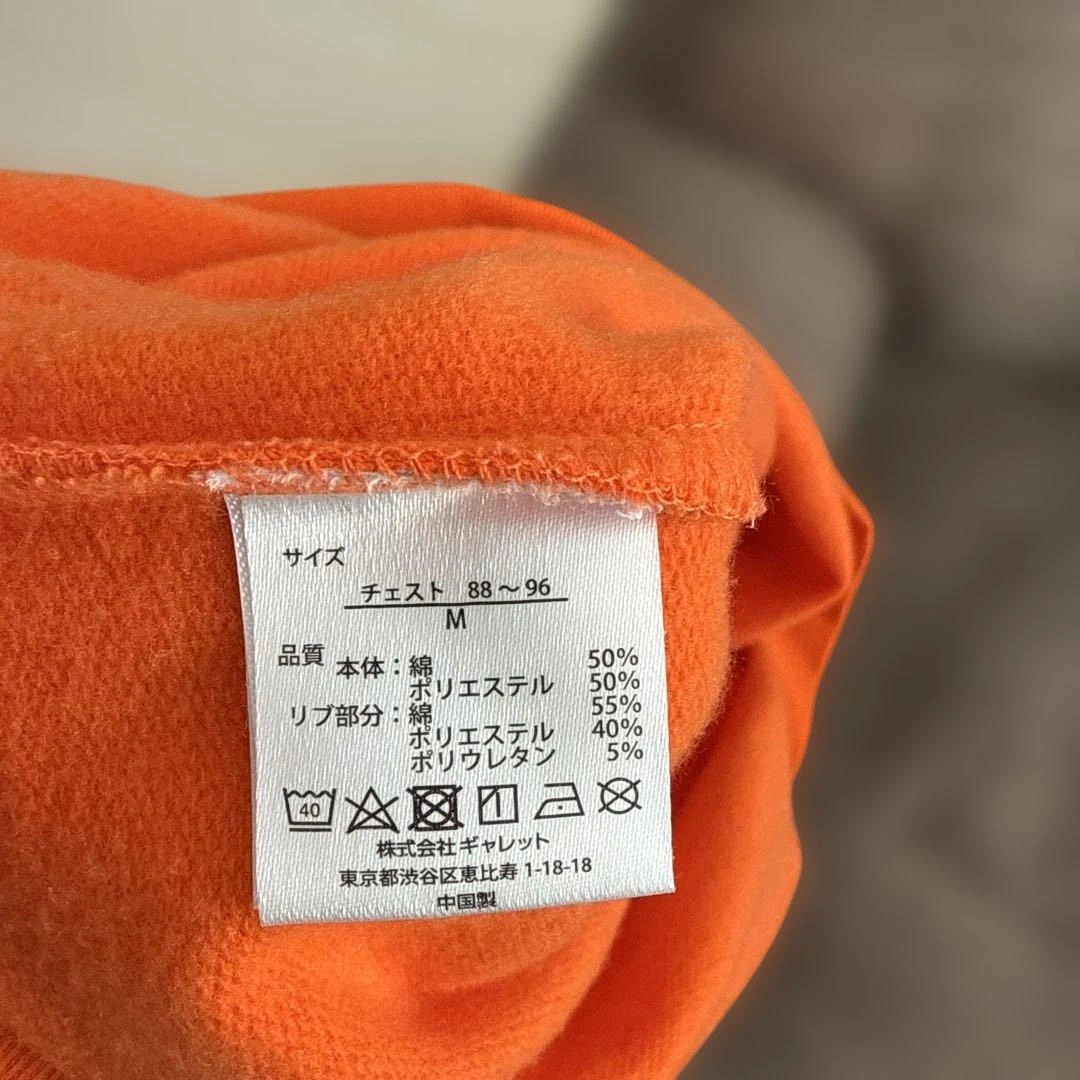 サイズ
チェスト 88～96
M
品質 本体：綿 50%
ポリエステル 50%
リブ部分：綿 55%
ポリエステル 40%
ポリウレタン 5%
40
株式会社ギャレット
東京都渋谷区恵比寿 1-18-18
中国製